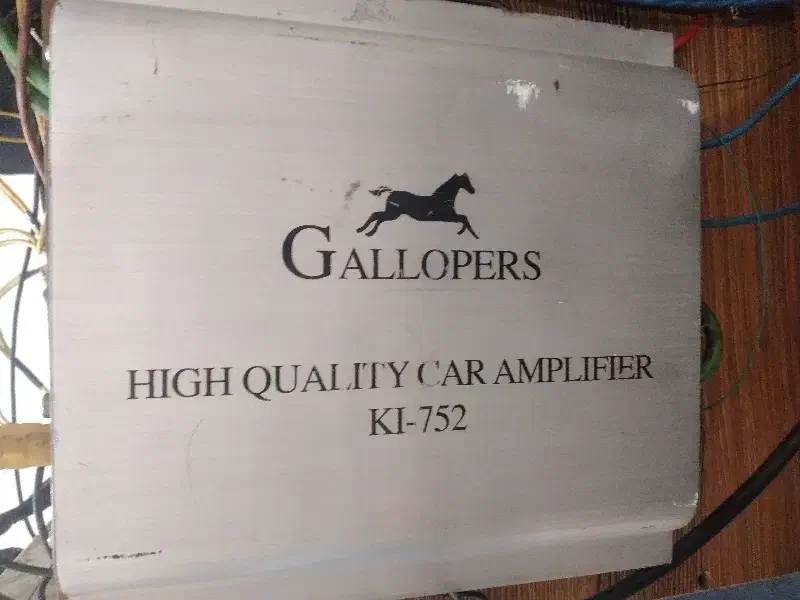 GALLOPERS
HIGH QUALITY CAR AMPLIFIER
KI-752